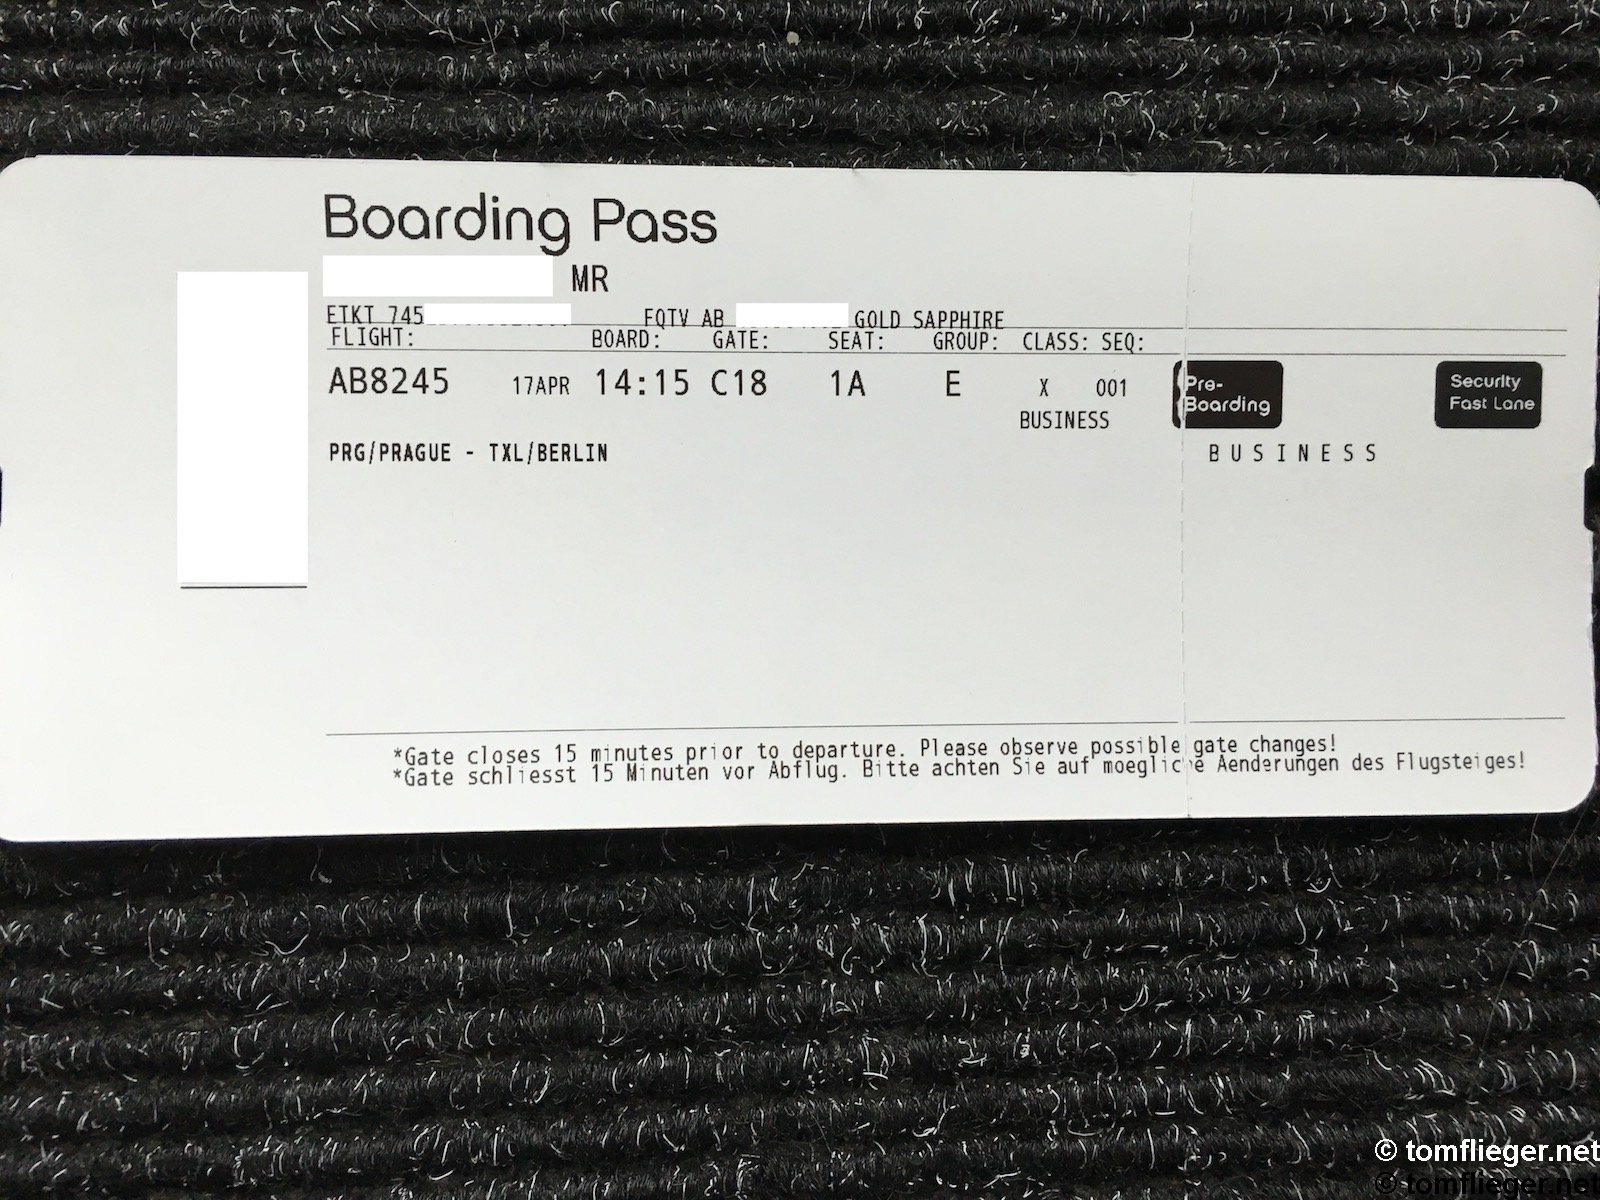 Boarding Pass
MR
ETKT 745 FQTV AB GOLD SAPPHIRE
FLIGHT: BOARD: GATE: SEAT: GROUP: CLASS: SEQ:
AB8245 17APR 14:15 C18 1A E X 001
BUSINESS
Pre-
Boarding
Security
Fast Lane
PRG/PRAGUE - TXL/BERLIN
BUSINESS
*Gate closes 15 minutes prior to departure. Please observe possible gate changes!
*Gate schliesst 15 Minuten vor Abflug. Bitte achten Sie auf moegliche Aenderungen des Flugsteiges!
© tomflieger.net
© tomflieger.net